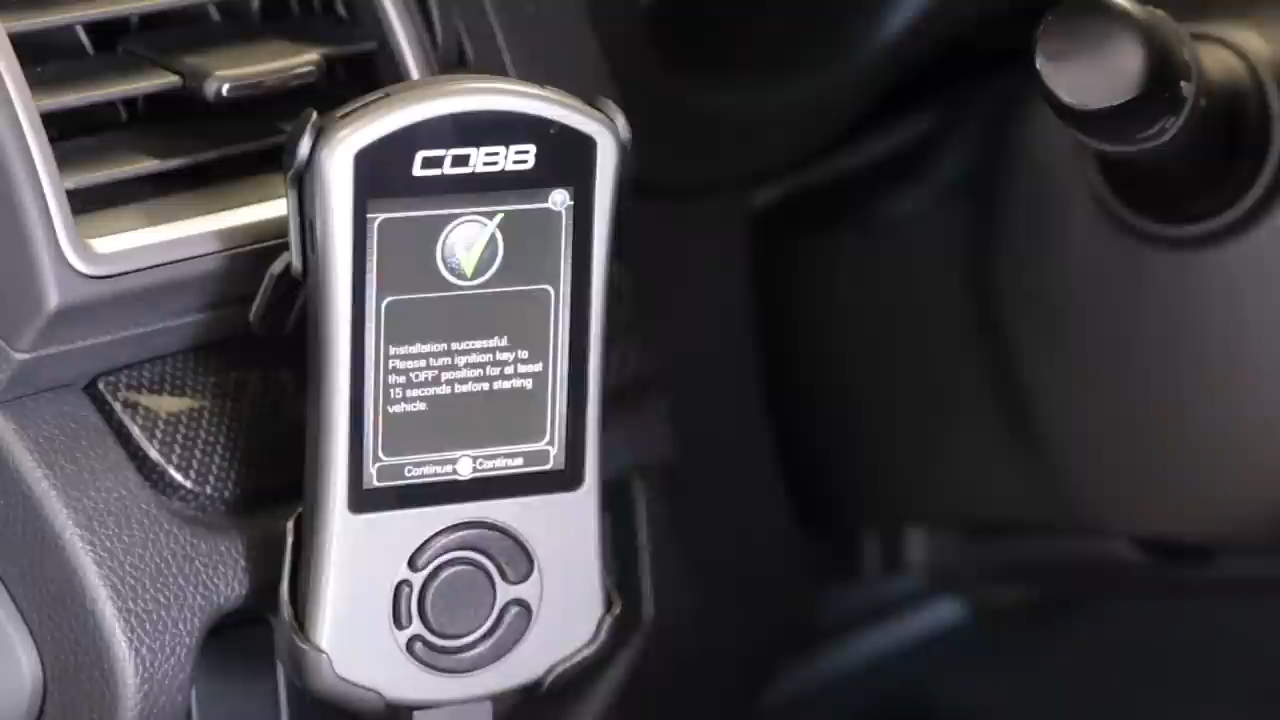 COBB
Installation successful.
Please turn ignition key to
the 'OFF' position for at least
15 seconds before starting
vehicle.
Continue Continue